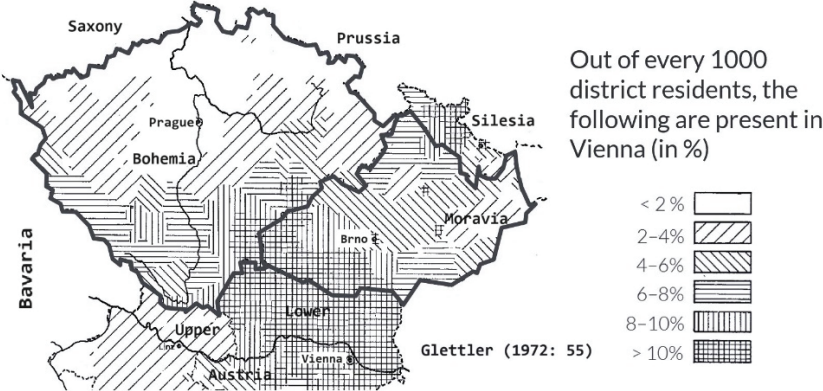 Saxony
Prussia
Silesia
Prague
Bohemia
Moravia
Brno
Bavaria
Lower
Upper
Linz
Vienna
Austria
Glettler (1972: 55)
Out of every 1000
district residents, the
following are present in
Vienna (in %)
< 2 %
2–4%
4–6%
6–8%
8–10%
> 10%